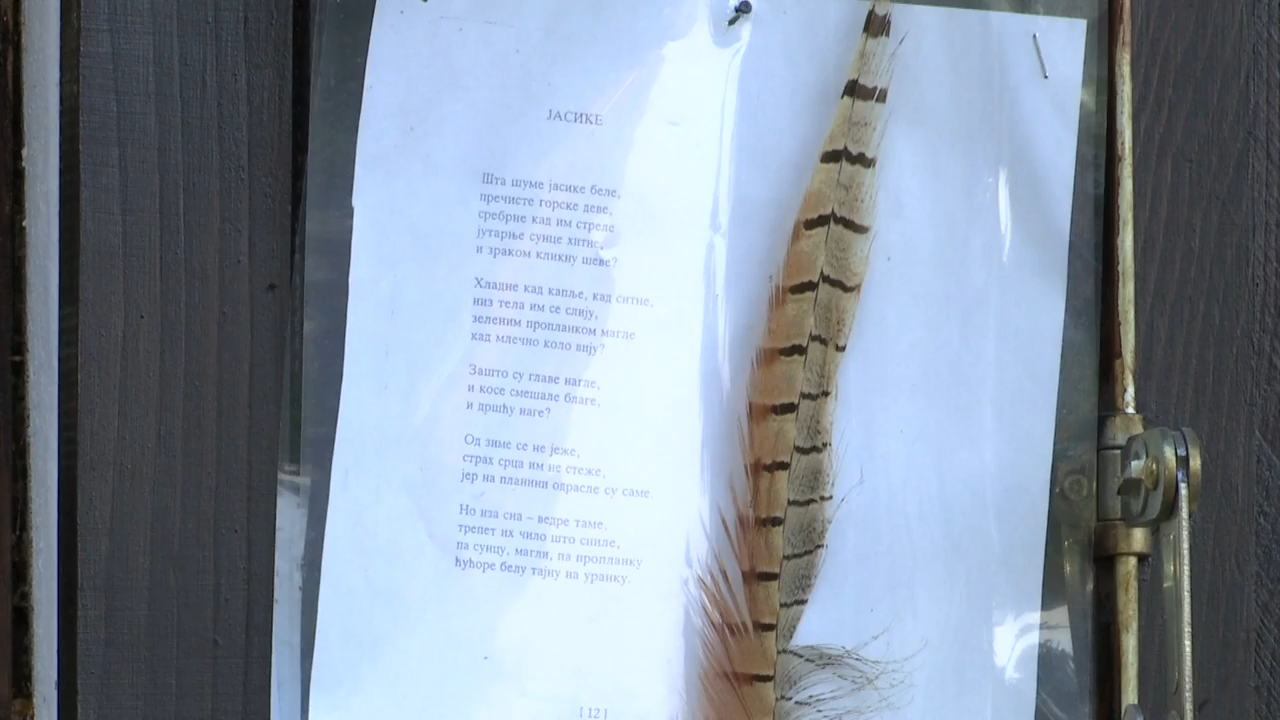 ЈАСИКЕ
Шта шуме јасике беле,
пречисте горске деве,
сребрне кад им стреле
јутарње сунце хитне,
и зраком кликну шеве?
Хладне кад капље, кад ситне,
низ тела им се слију,
зеленим пропланком магле
кад млечно коло вију?
Зашто су главе нагле,
и косе смешале благе,
и дршћу наге?
Од зиме се не јеже,
страх срца им не стеже,
јер на планини одрасле су саме.
Но иза сна – ведре таме,
трепет их чило што сниле,
па сунцу, магли, па пропланку
ћућоре белу тајну на уранку.
[ 12 ]